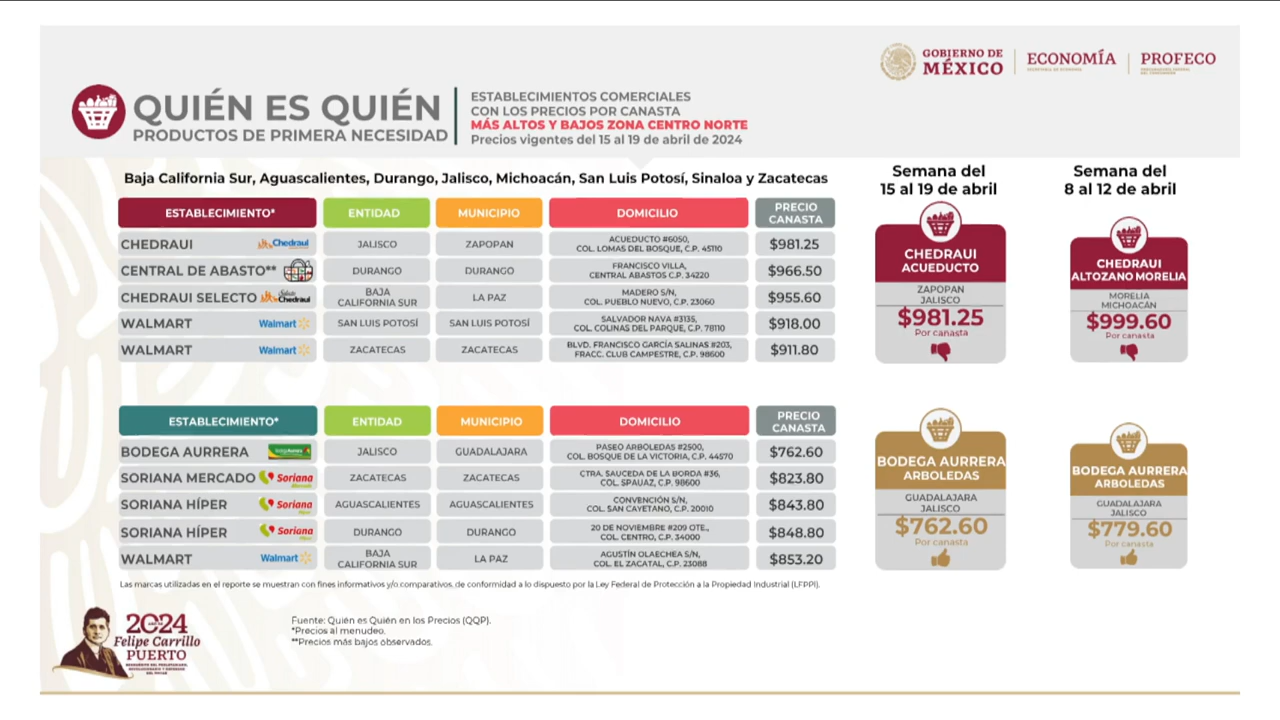 GOBIERNO DE
MÉXICO
ECONOMÍA
PROFECO
QUIÉN ES QUIÉN
PRODUCTOS DE PRIMERA NECESIDAD
ESTABLECIMIENTOS COMERCIALES
CON LOS PRECIOS POR CANASTA
MÁS ALTOS Y BAJOS ZONA CENTRO NORTE
Precios vigentes del 15 al 19 de abril de 2024
Baja California Sur, Aguascalientes, Durango, Jalisco, Michoacán, San Luis Potosí, Sinaloa y Zacatecas
ESTABLECIMIENTO* ENTIDAD MUNICIPIO DOMICILIO PRECIO CANASTA
CHEDRAUI Chedraui JALISCO ZAPOPAN ACUEDUCTO #6050, COL. LOMAS DEL BOSQUE, C.P. 45110 $981.25
CENTRAL DE ABASTO** DURANGO DURANGO FRANCISCO VILLA, CENTRAL ABASTOS C.P. 34220 $966.50
CHEDRAUI SELECTO Selecto Chedraui BAJA CALIFORNIA SUR LA PAZ MADERO S/N, COL. PUEBLO NUEVO, C.P. 23060 $955.60
WALMART Walmart SAN LUIS POTOSÍ SAN LUIS POTOSÍ SALVADOR NAVA #3135, COL. COLINAS DEL PARQUE, C.P. 78110 $918.00
WALMART Walmart ZACATECAS ZACATECAS BLVD. FRANCISCO GARCÍA SALINAS #203, FRACC. CLUB CAMPESTRE, C.P. 98600 $911.80
Semana del
15 al 19 de abril
CHEDRAUI
ACUEDUCTO
ZAPOPAN
JALISCO
$981.25
Por canasta
Semana del
8 al 12 de abril
CHEDRAUI
ALTOZANO MORELIA
MORELIA
MICHOACÁN
$999.60
Por canasta
ESTABLECIMIENTO* ENTIDAD MUNICIPIO DOMICILIO PRECIO CANASTA
BODEGA AURRERA JALISCO GUADALAJARA PASEO ARBOLEDAS #2500, COL. BOSQUE DE LA VICTORIA, C.P. 44570 $762.60
SORIANA MERCADO Soriana ZACATECAS ZACATECAS CTRA. SAUCEDA DE LA BORDA #36, COL. SPAUAZ, C.P. 98600 $823.80
SORIANA HÍPER Soriana AGUASCALIENTES AGUASCALIENTES CONVENCIÓN S/N, COL. SAN CAYETANO, C.P. 20010 $843.80
SORIANA HÍPER Soriana DURANGO DURANGO 20 DE NOVIEMBRE #209 OTE., COL. CENTRO, C.P. 34000 $848.80
WALMART Walmart BAJA CALIFORNIA SUR LA PAZ AGUSTÍN OLAECHEA S/N, COL. EL ZACATAL, C.P. 23088 $853.20
BODEGA AURRERA
ARBOLEDAS
GUADALAJARA
JALISCO
$762.60
Por canasta
BODEGA AURRERA
ARBOLEDAS
GUADALAJARA
JALISCO
$779.60
Por canasta
Las marcas utilizadas en el reporte se muestran con fines informativos y/o comparativos, de conformidad a lo dispuesto por la Ley Federal de Protección a la Propiedad Industrial (LFPPI).
2024
Felipe Carrillo
PUERTO
Fuente: Quién es Quién en los Precios (QQP).
*Precios al menudeo.
**Precios más bajos observados.